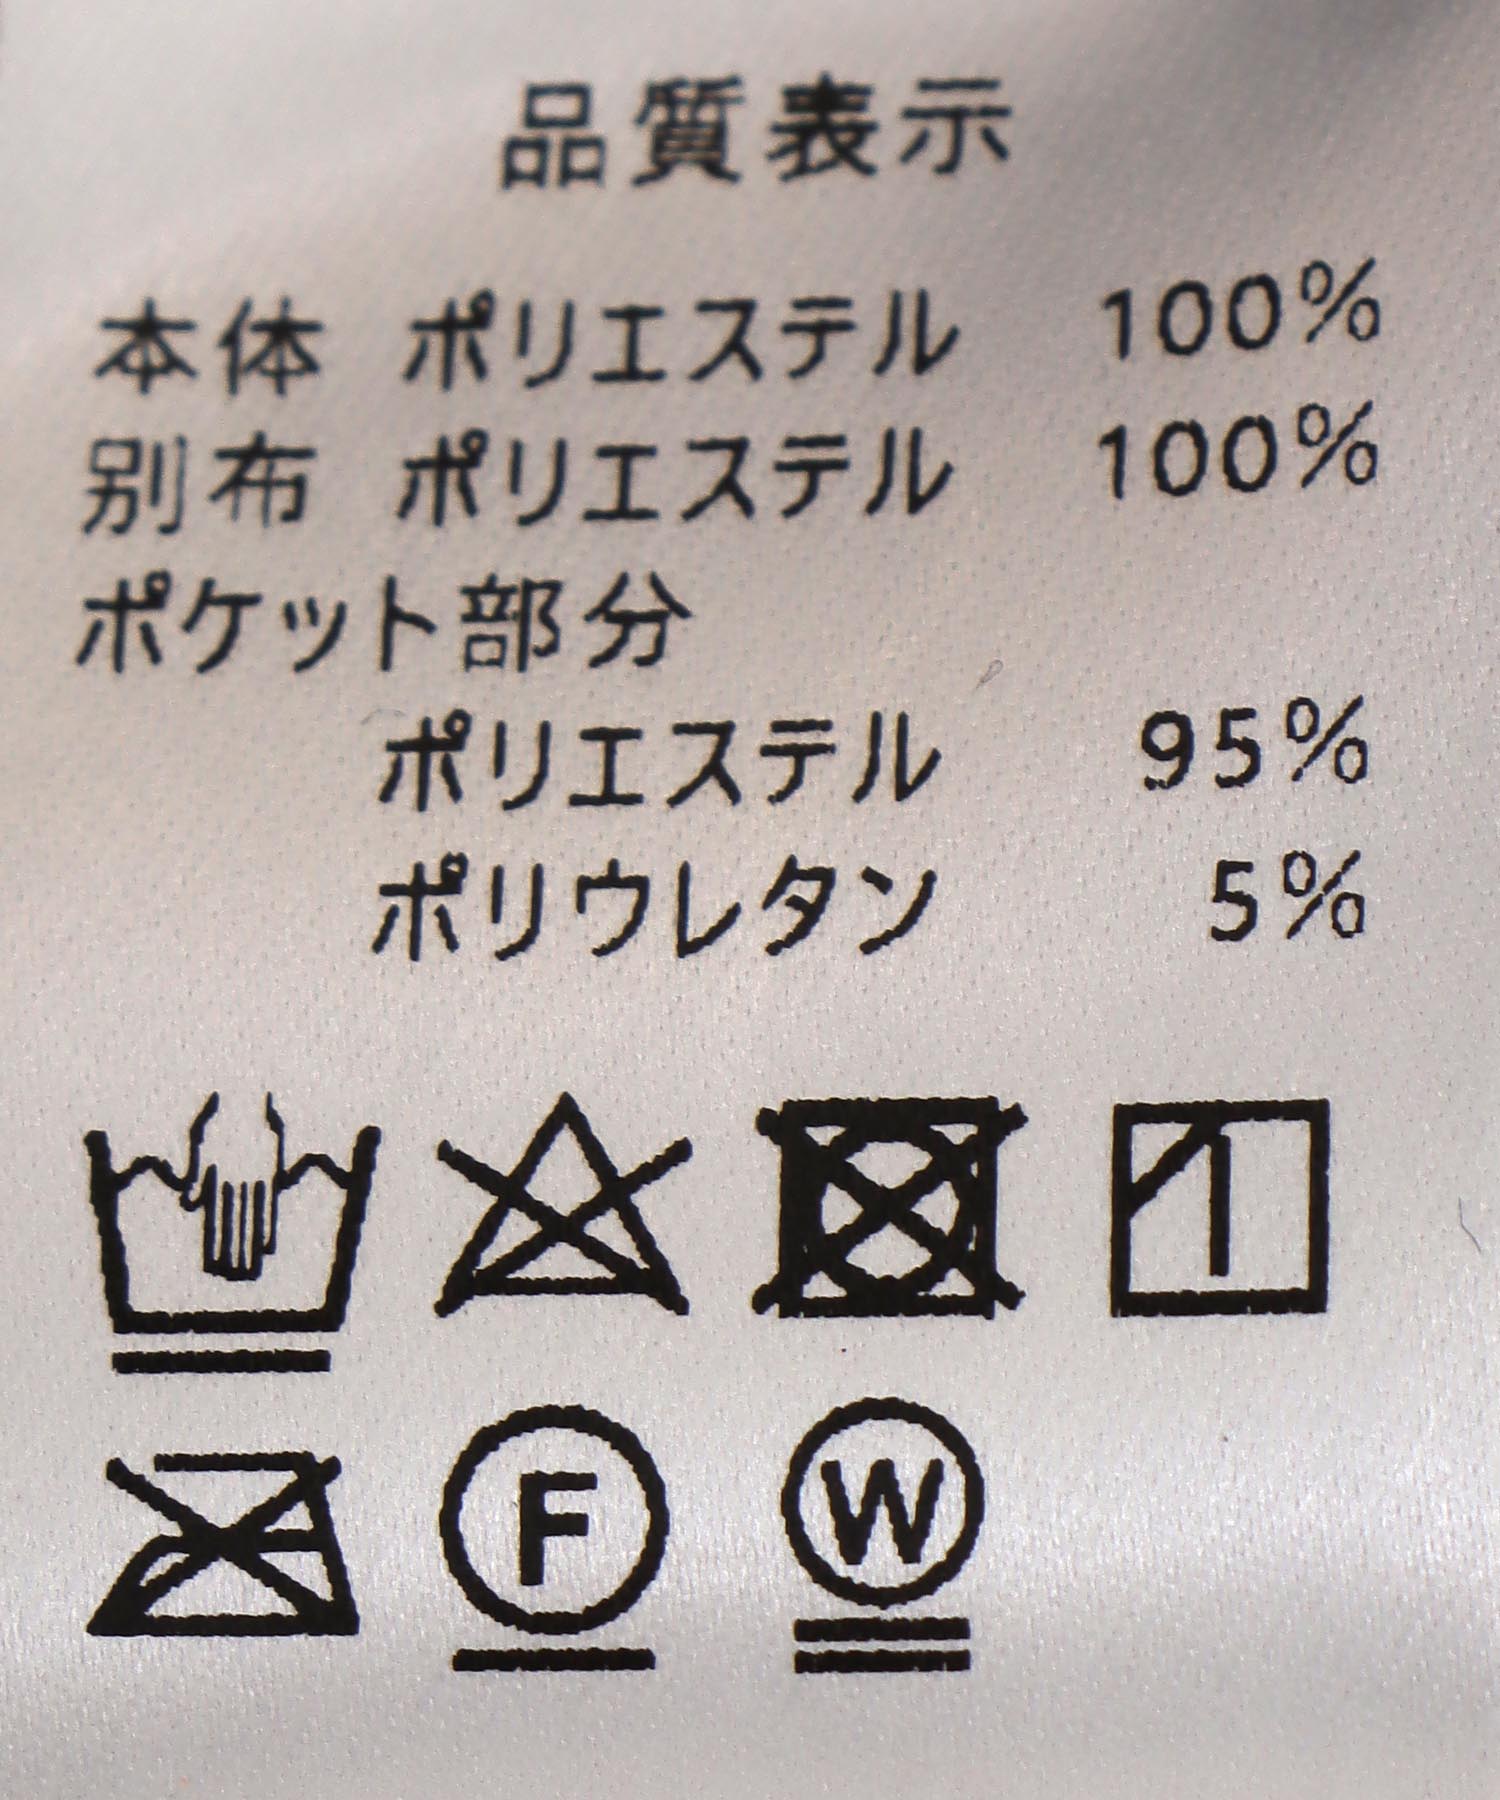 品質表示
本体 ポリエステル 100%
別布 ポリエステル 100%
ポケット部分
ポリエステル 95%
ポリウレタン 5%
F W